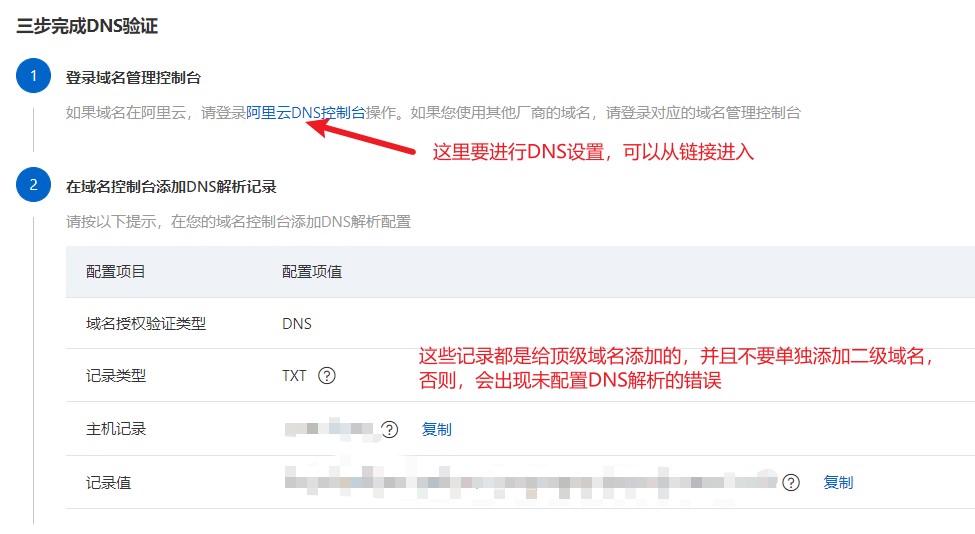 三步完成DNS验证
1 登录域名管理控制台
如果域名在阿里云，请登录阿里云DNS控制台操作。如果您使用其他厂商的域名，请登录对应的域名管理控制台
这里要进行DNS设置，可以从链接进入
2 在域名控制台添加DNS解析记录
请按以下提示，在您的域名控制台添加DNS解析配置
配置项目 配置项值
域名授权验证类型 DNS
这些记录都是给顶级域名添加的，并且不要单独添加二级域名，
否则，会出现未配置DNS解析的错误
记录类型 TXT ?
主机记录 ? 复制
记录值 ? 复制